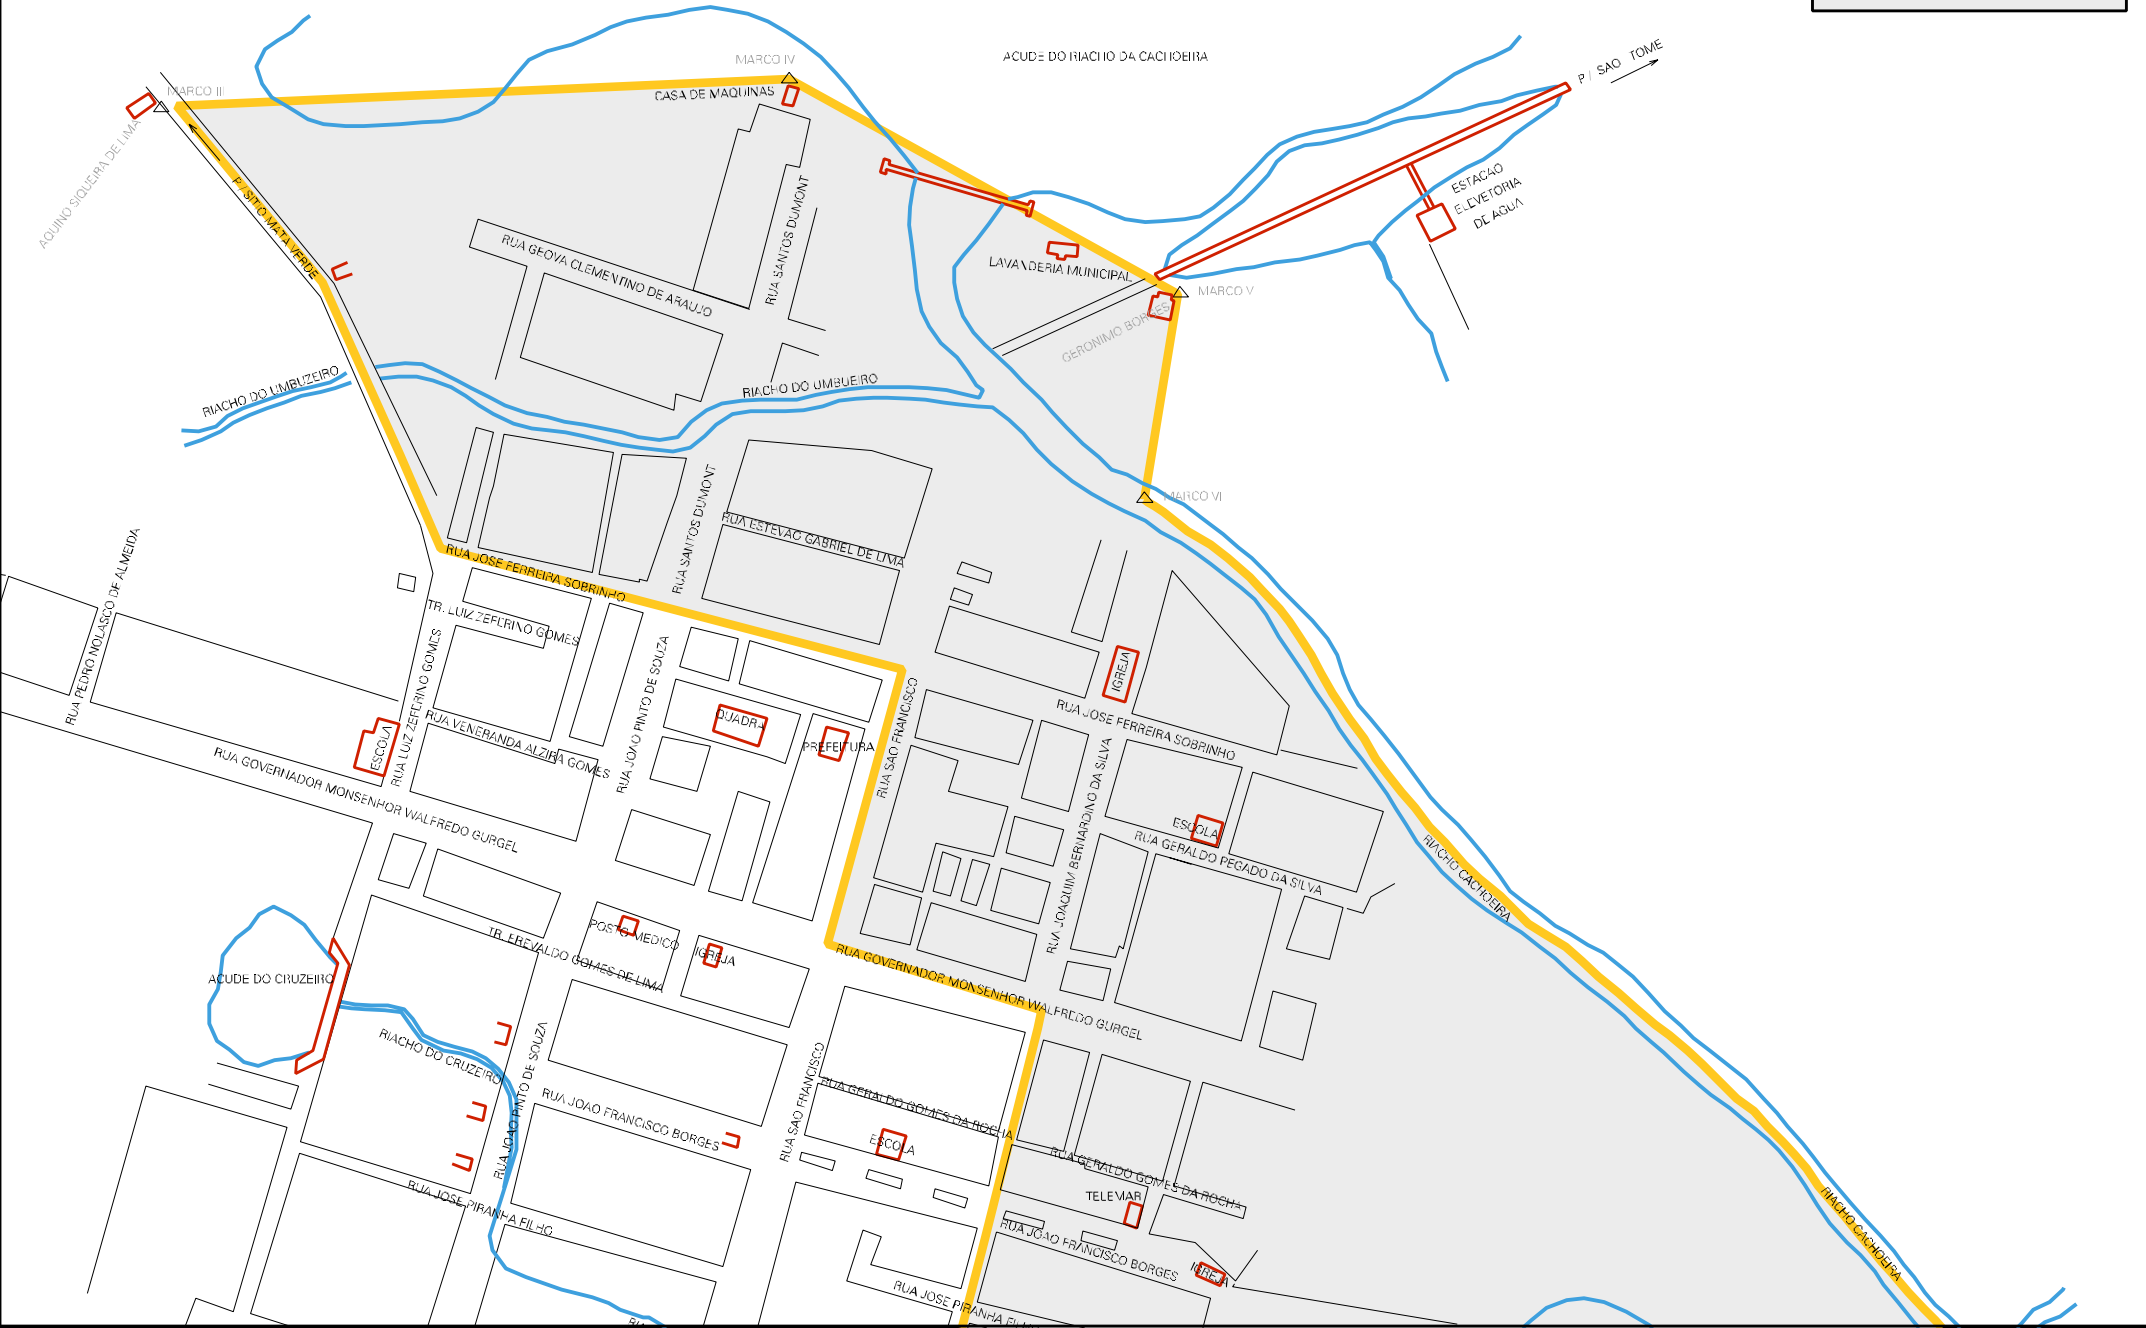 ACUDE DO RIACHO DA CACHOEIRA
P / SAO TOME
MARCO IV
MARCO III
CASA DE MAQUINAS
AQUINO SIQUEIRA DE LIMA
P / SITIO MATA VERDE
RUA SANTOS DUMONT
RUA GEOVA CLEMENTINO DE ARAUJO
ESTACAO
ELEVETORIA
DE AGUA
LAVANDERIA MUNICIPAL
MARCO V
GERONIMO BORGES
RIACHO DO UMBUZEIRO
RIACHO DO UMBUEIRO
MARCO VI
RUA SANTOS DUMONT
RUA ESTEVAO GABRIEL DE LIMA
RUA JOSE FERREIRA SOBRINHO
RUA PEDRO NOLASCO DE ALMEIDA
TR. LUIZ ZEFERINO GOMES
RUA LUIZ ZEFERINO GOMES
RUA JOAO PINTO DE SOUZA
IGREJA
RUA SAO FRANCISCO
QUADRA
PREFEITURA
RUA JOSE FERREIRA SOBRINHO
ESCOLA
RUA VENERANDA ALZIRA GOMES
RUA GOVERNADOR MONSENHOR WALFREDO GURGEL
RUA JOAQUIM BERNARDINO DA SILVA
ESCOLA
RUA GERALDO PEGADO DA SILVA
RIACHO CACHOEIRA
POSTO MEDICO
IGREJA
TR. EREVALDO GOMES DE LIMA
RUA GOVERNADOR MONSENHOR WALFREDO GURGEL
ACUDE DO CRUZEIRO
RIACHO DO CRUZEIRO
RUA JOAO PINTO DE SOUZA
RUA SAO FRANCISCO
RUA GERALDO GOMES DA ROCHA
RUA JOAO FRANCISCO BORGES
ESCOLA
RUA GERALDO GOMES DA ROCHA
TELEMAR
RUA JOSE PIRANHA FILHO
RUA JOAO FRANCISCO BORGES
IGREJA
RIACHO CACHOEIRA
RUA JOSE PIRANHA FILHO